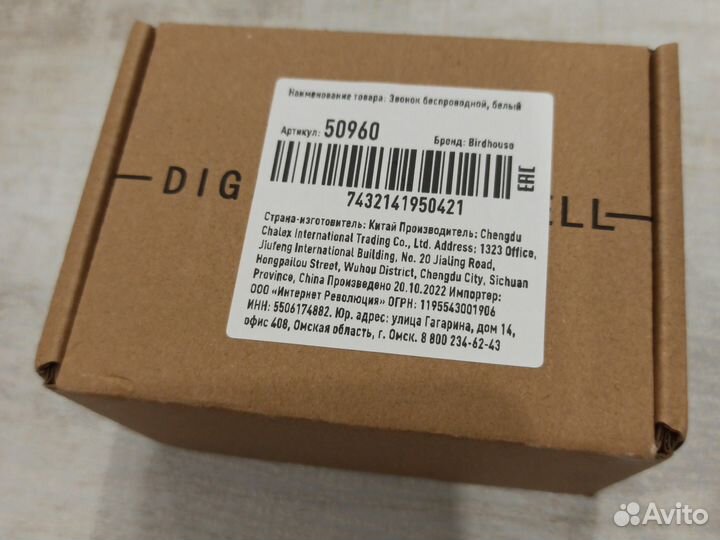 Наименование товара: Звонок беспроводной, белый
Артикул: 50960
Бренд: Birdhouse
EAC
7432141950421
DIG
ELL
Страна-изготовитель: Китай Производитель: Chengdu
Chalex International Trading Co., Ltd. Address: 1323 Office,
Jiufeng International Building, No. 20 Jialing Road,
Hongpailou Street, Wuhou District, Chengdu City, Sichuan
Province, China Произведено 20.10.2022 Импортер:
ООО «Интернет Революция» ОГРН: 1195543001906
ИНН: 5506174882. Юр. адрес: улица Гагарина, дом 14,
офис 408, Омская область, г. Омск. 8 800 234-62-43
Avito